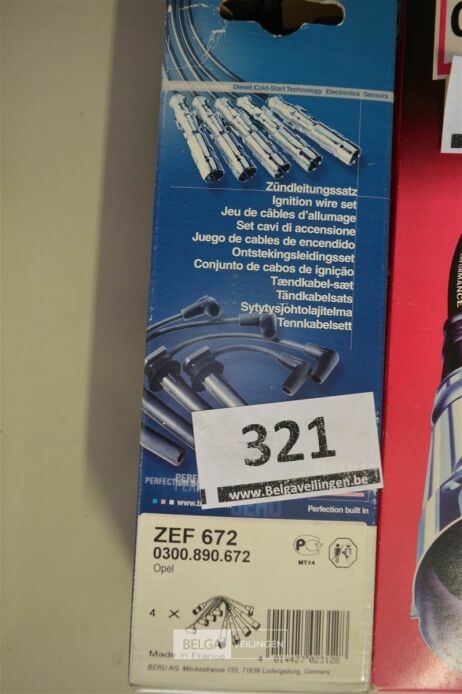 Diesel Cold-Start Technology Electronics Sensors
Zündleitungssatz
Ignition wire set
Jeu de câbles d'allumage
Set cavi di accensione
Juego de cables de encendido
Ontstekingsleidingsset
Conjunto de cabos de ignição
Tændkabel-sæt
Tändkabelsats
Sytytysjohtolajitelma
Tennkabelsett
321
www.Belgaveilingen.be
Perfection built in
ZEF 672
0300.890.672
Opel
MT14
4 x
BELGA VEILINGEN
Made in France
4 014427 023128
BERU AG, Mörikestrasse 155, 71636 Ludwigsburg, Germany